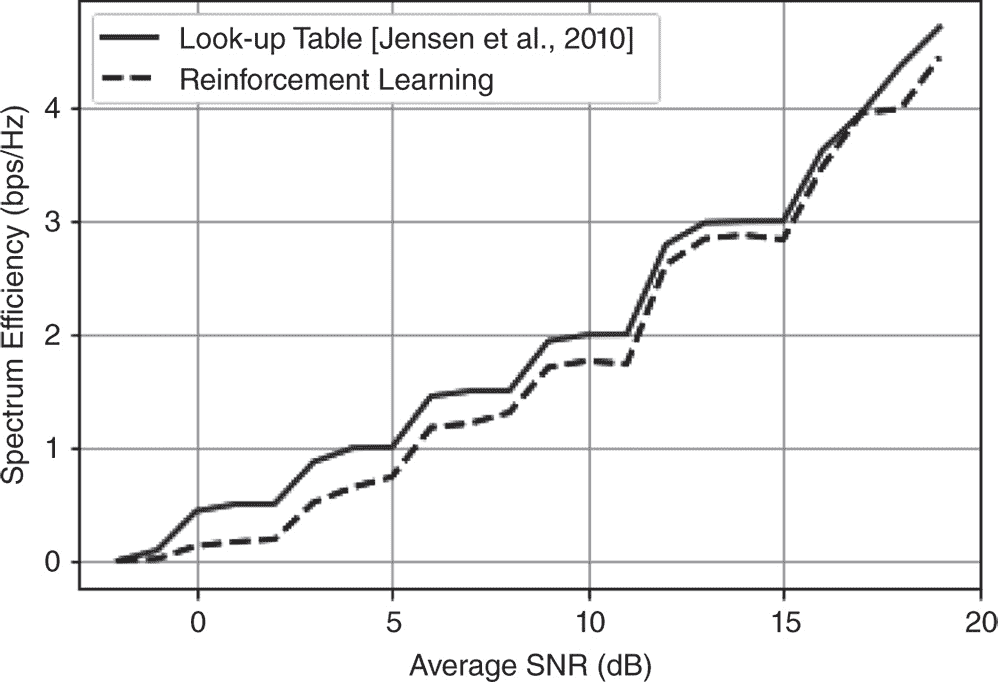 Look-up Table [Jensen et al., 2010]
Reinforcement Learning
Spectrum Efficiency (bps/Hz)
4
3
2
1
0
0 5 10 15 20
Average SNR (dB)